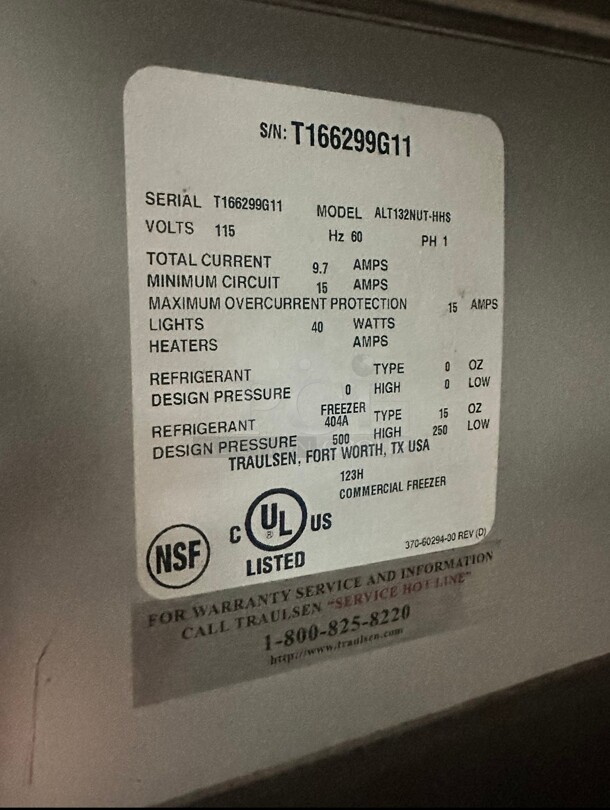 S/N: T166299G11
SERIAL T166299G11 MODEL ALT132NUT-HHS
VOLTS 115 Hz 60 PH 1
TOTAL CURRENT 9.7 AMPS
MINIMUM CIRCUIT 15 AMPS
MAXIMUM OVERCURRENT PROTECTION 15 AMPS
LIGHTS 40 WATTS
HEATERS AMPS
REFRIGERANT TYPE 0 OZ
DESIGN PRESSURE 0 HIGH 0 LOW
FREEZER
REFRIGERANT 404A TYPE 15 OZ
DESIGN PRESSURE 500 HIGH 250 LOW
TRAULSEN, FORT WORTH, TX USA
123H
COMMERCIAL FREEZER
NSF C UL ® US
LISTED
370-60294-00 REV (D)
FOR WARRANTY SERVICE AND INFORMATION
CALL TRAULSEN "SERVICE HOT LINE"
1-800-825-8220
http://www.traulsen.com